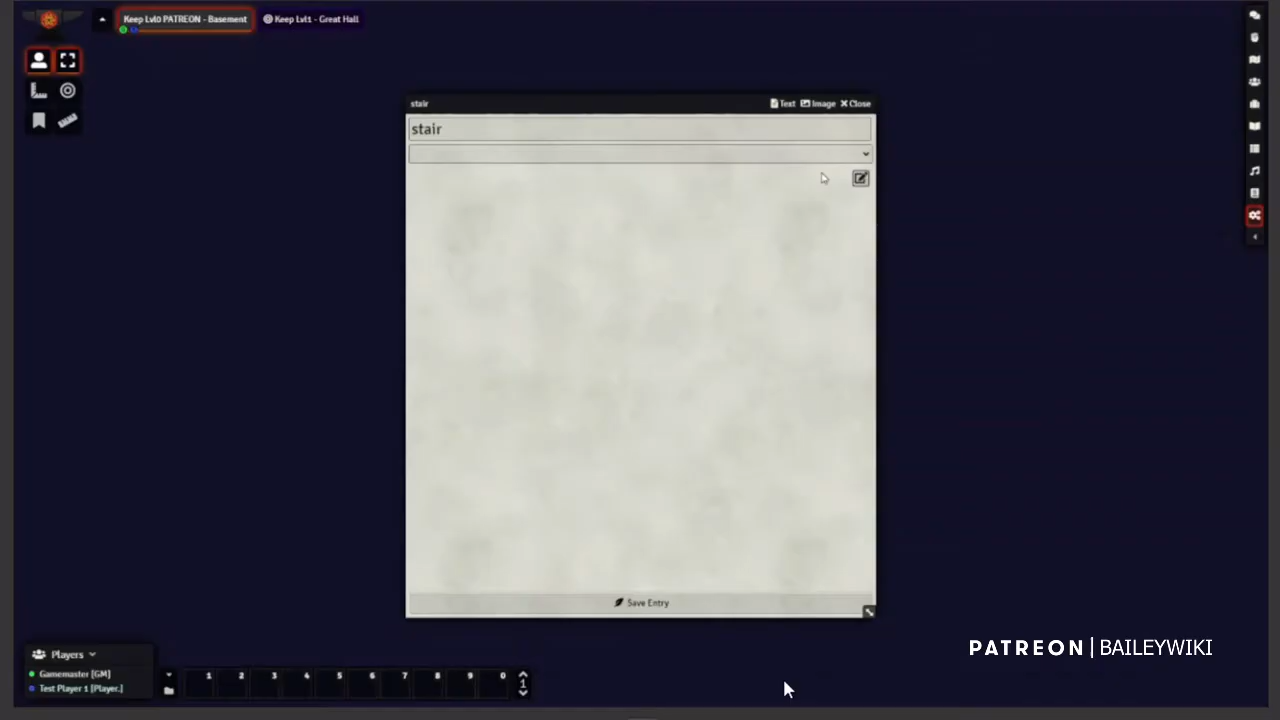 Keep Lvl0 PATREON - Basement
Keep Lvl1 - Great Hall
stair
Text Image Close
stair
Save Entry
Players
Gamemaster [GM]
Test Player 1 [Player.]
1 2 3 4 5 6 7 8 9 0
1
PATREON | BAILEYWIKI